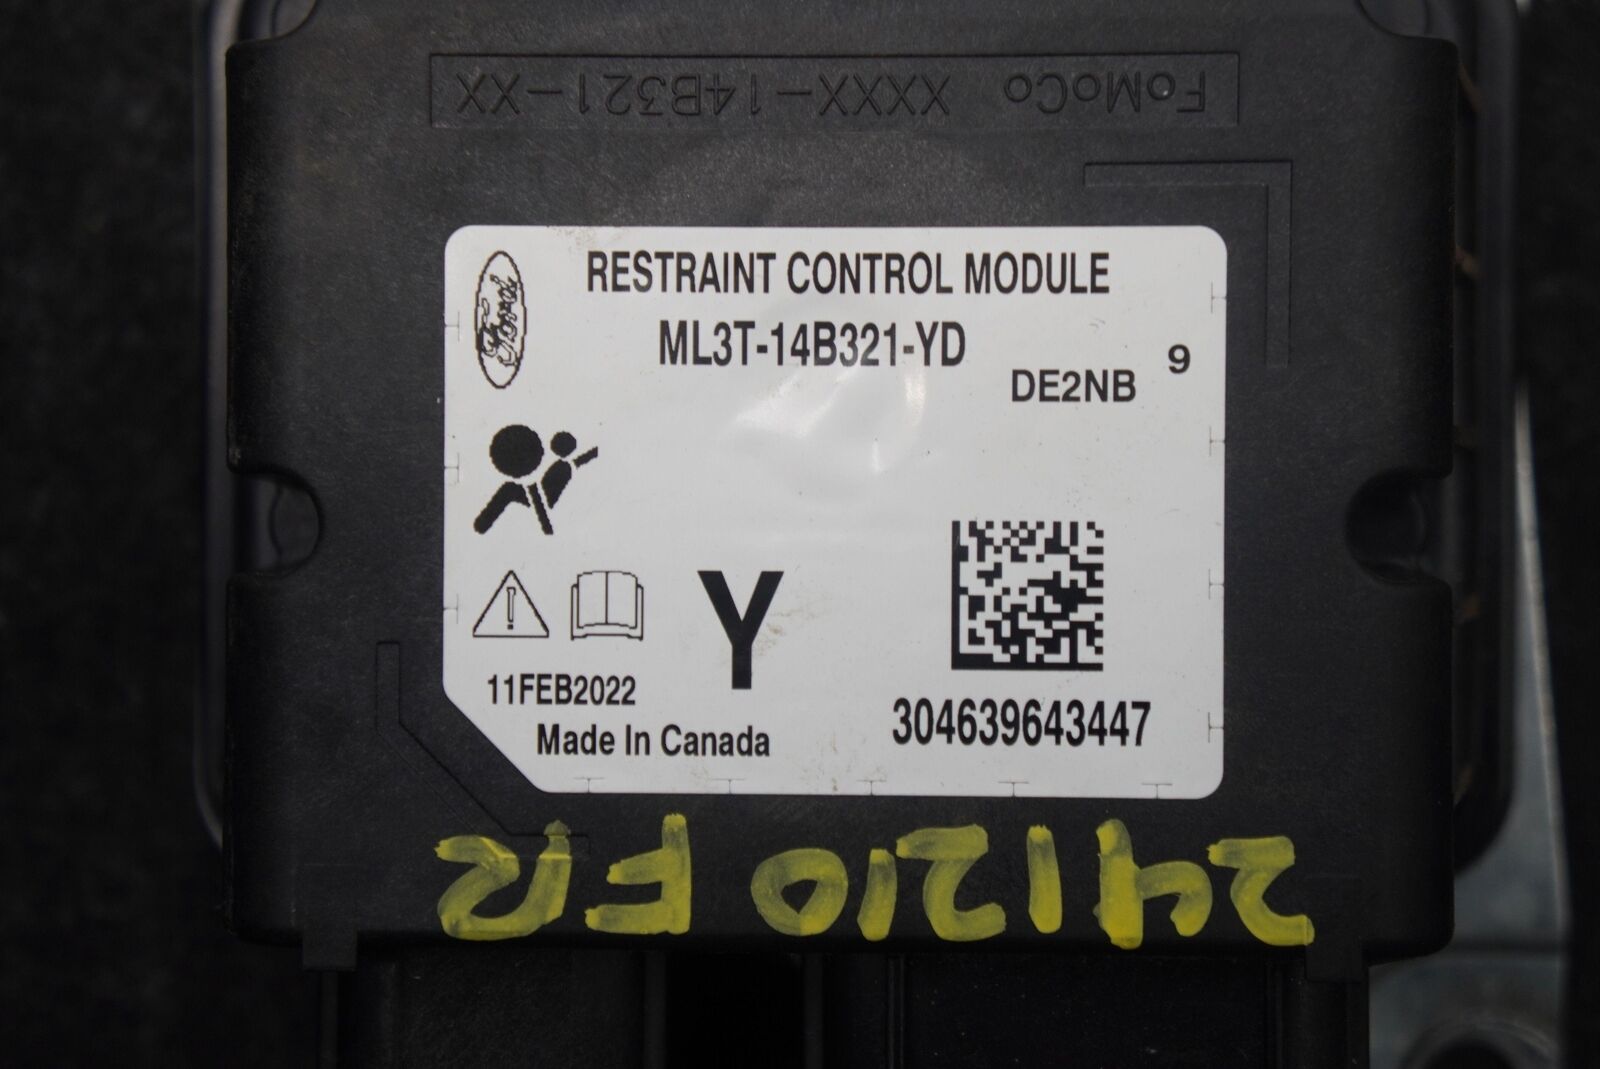 FoMoCo XXXX-14B321-XX
Ford
RESTRAINT CONTROL MODULE
ML3T-14B321-YD
DE2NB 9
Y
11FEB2022
Made In Canada
304639643447
241210 FR